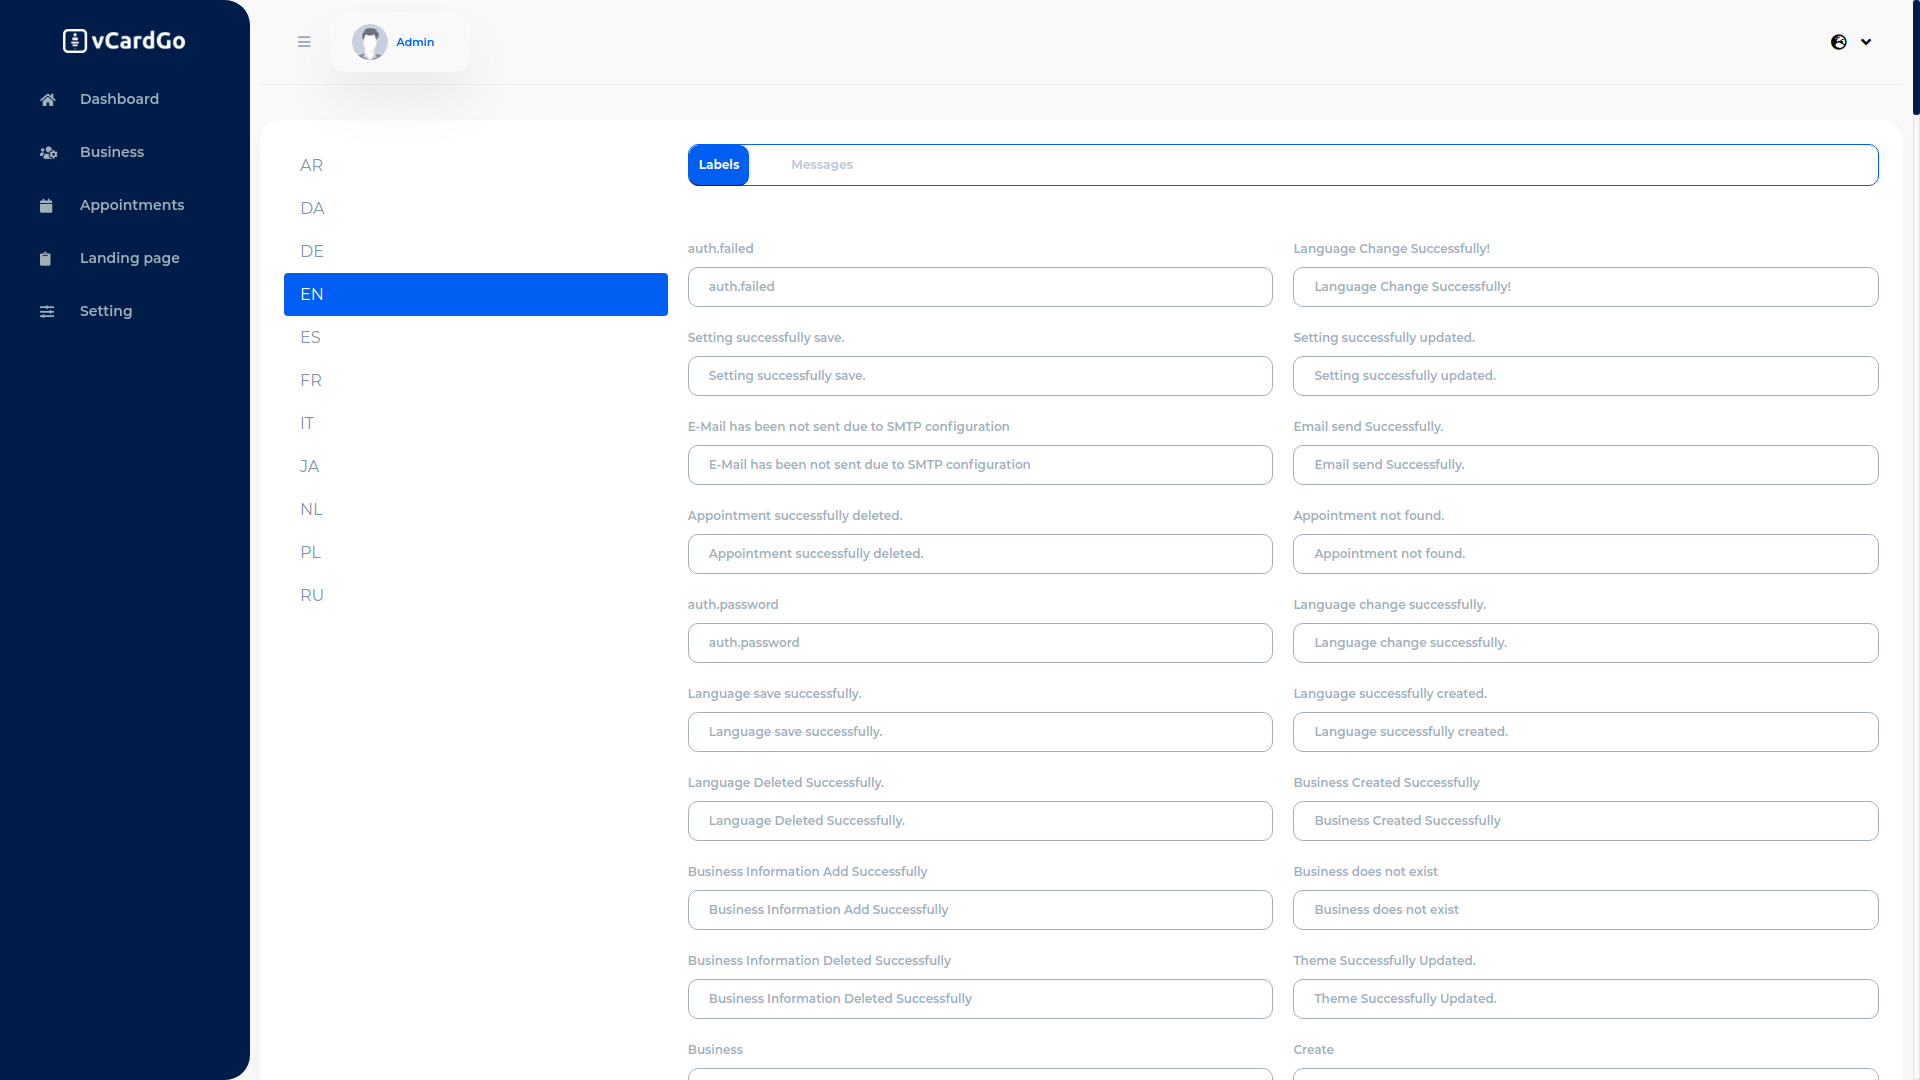 vCardGo
Admin
Dashboard
Business
Appointments
Landing page
Setting
AR
DA
DE
EN
ES
FR
IT
JA
NL
PL
RU
Labels Messages
auth.failed Language Change Successfully!
auth.failed Language Change Successfully!
Setting successfully save. Setting successfully updated.
Setting successfully save. Setting successfully updated.
E-Mail has been not sent due to SMTP configuration Email send Successfully.
E-Mail has been not sent due to SMTP configuration Email send Successfully.
Appointment successfully deleted. Appointment not found.
Appointment successfully deleted. Appointment not found.
auth.password Language change successfully.
auth.password Language change successfully.
Language save successfully. Language successfully created.
Language save successfully. Language successfully created.
Language Deleted Successfully. Business Created Successfully
Language Deleted Successfully. Business Created Successfully
Business Information Add Successfully Business does not exist
Business Information Add Successfully Business does not exist
Business Information Deleted Successfully Theme Successfully Updated.
Business Information Deleted Successfully Theme Successfully Updated.
Business Create